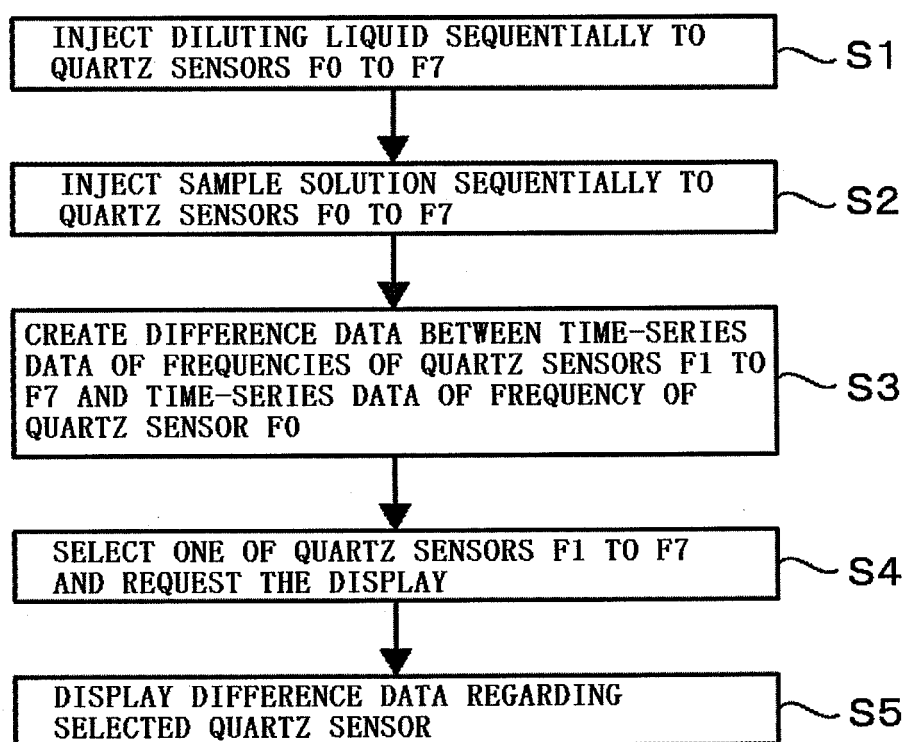 INJECT DILUTING LIQUID SEQUENTIALLY TO
QUARTZ SENSORS F0 TO F7
S1
INJECT SAMPLE SOLUTION SEQUENTIALLY TO
QUARTZ SENSORS F0 TO F7
S2
CREATE DIFFERENCE DATA BETWEEN TIME-SERIES
DATA OF FREQUENCIES OF QUARTZ SENSORS F1 TO
F7 AND TIME-SERIES DATA OF FREQUENCY OF
QUARTZ SENSOR F0
S3
SELECT ONE OF QUARTZ SENSORS F1 TO F7
AND REQUEST THE DISPLAY
S4
DISPLAY DIFFERENCE DATA REGARDING
SELECTED QUARTZ SENSOR
S5